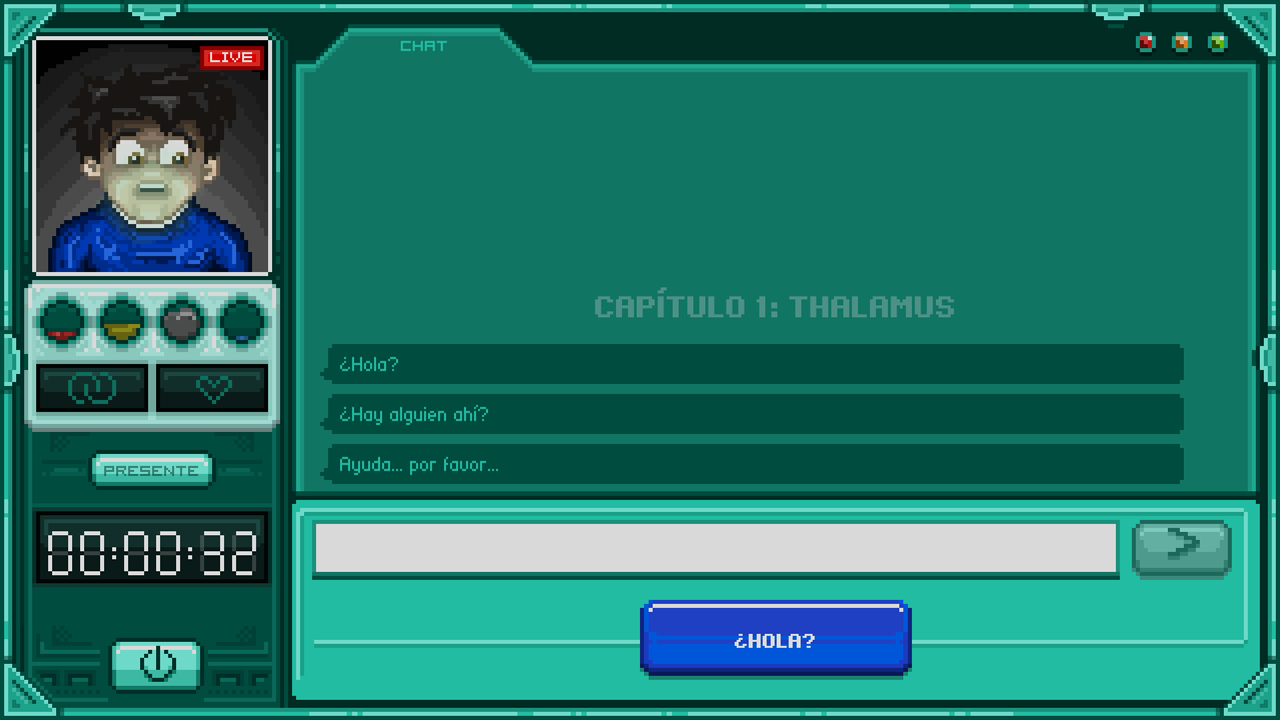 CHAT
LIVE
CAPÍTULO 1: THALAMUS
¿Hola?
¿Hay alguien ahí?
Ayuda... por favor...
PRESENTE
00:00:32
>
¿HOLA?